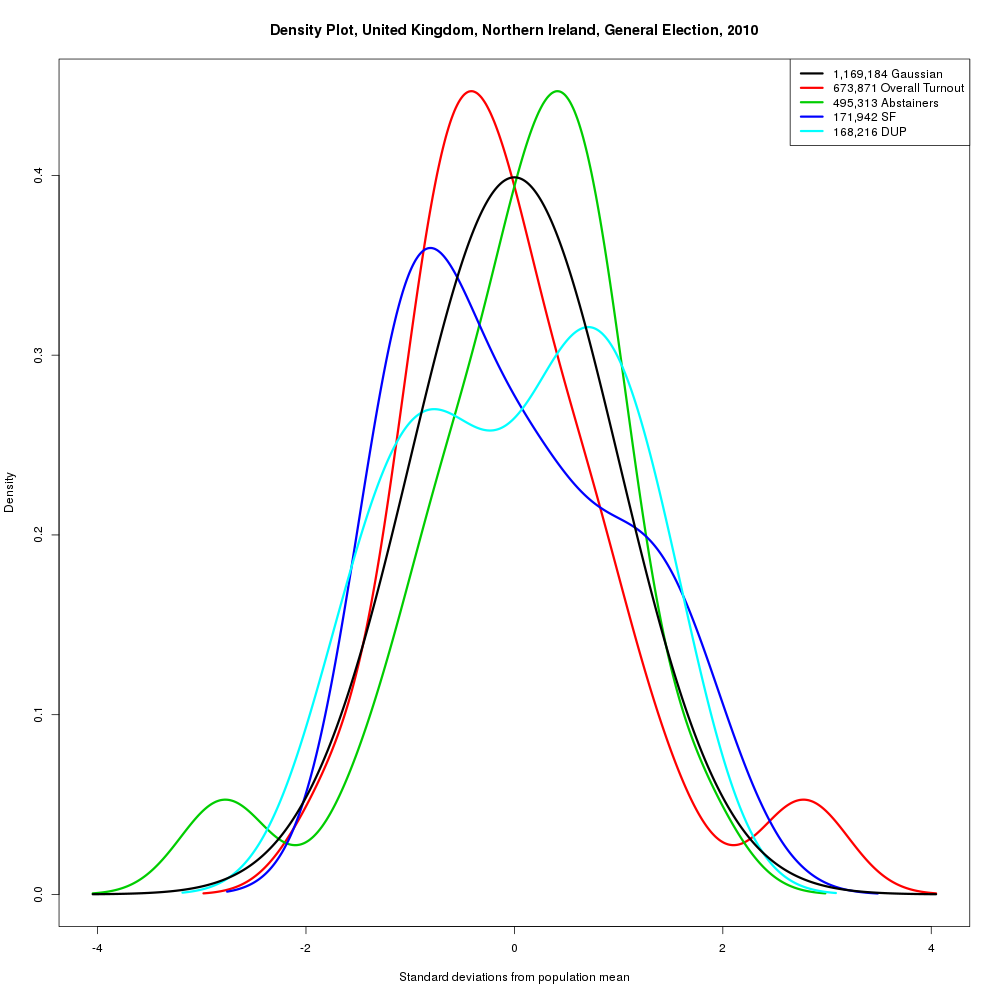 Density Plot, United Kingdom, Northern Ireland, General Election, 2010
1,169,184 Gaussian
673,871 Overall Turnout
495,313 Abstainers
171,942 SF
168,216 DUP
Density
0.4
0.3
0.2
0.1
0.0
-4 -2 0 2 4
Standard deviations from population mean